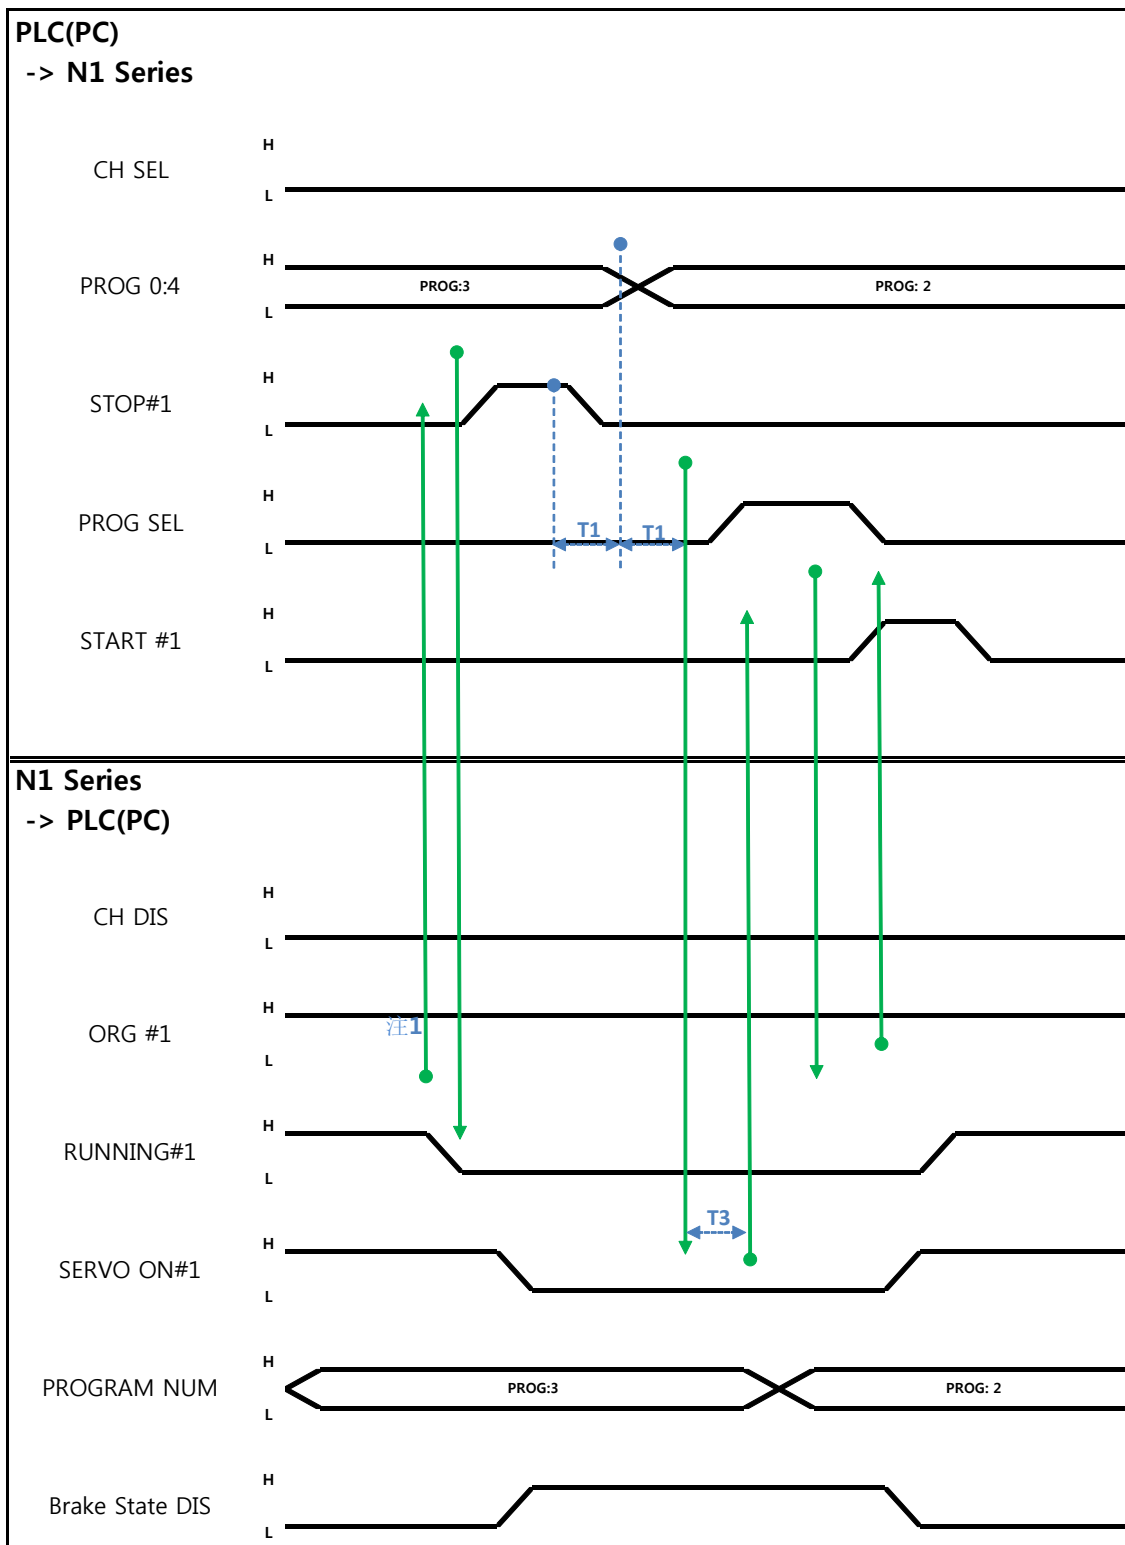 PLC(PC)
-> N1 Series
H
CH SEL
L
H
PROG 0:4
PROG:3
PROG: 2
L
H
STOP#1
L
H
PROG SEL
T1
T1
L
H
START #1
L
N1 Series
-> PLC(PC)
H
CH DIS
L
H
ORG #1
注1
L
H
RUNNING#1
L
T3
H
SERVO ON#1
L
H
PROGRAM NUM
PROG:3
PROG: 2
L
H
Brake State DIS
L